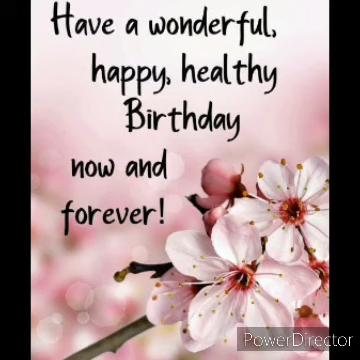 Have a wonderful,
happy, healthy
Birthday
now and
forever!
PowerDirector